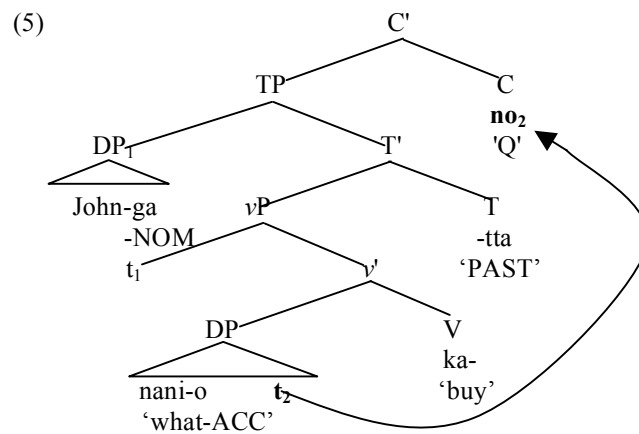 (5)
C'
TP C
no₂
DP₁ T' 'Q'
John-ga vP T
-NOM -tta
t₁ v' 'PAST'
DP V
ka-
nani-o t₂ 'buy'
'what-ACC'